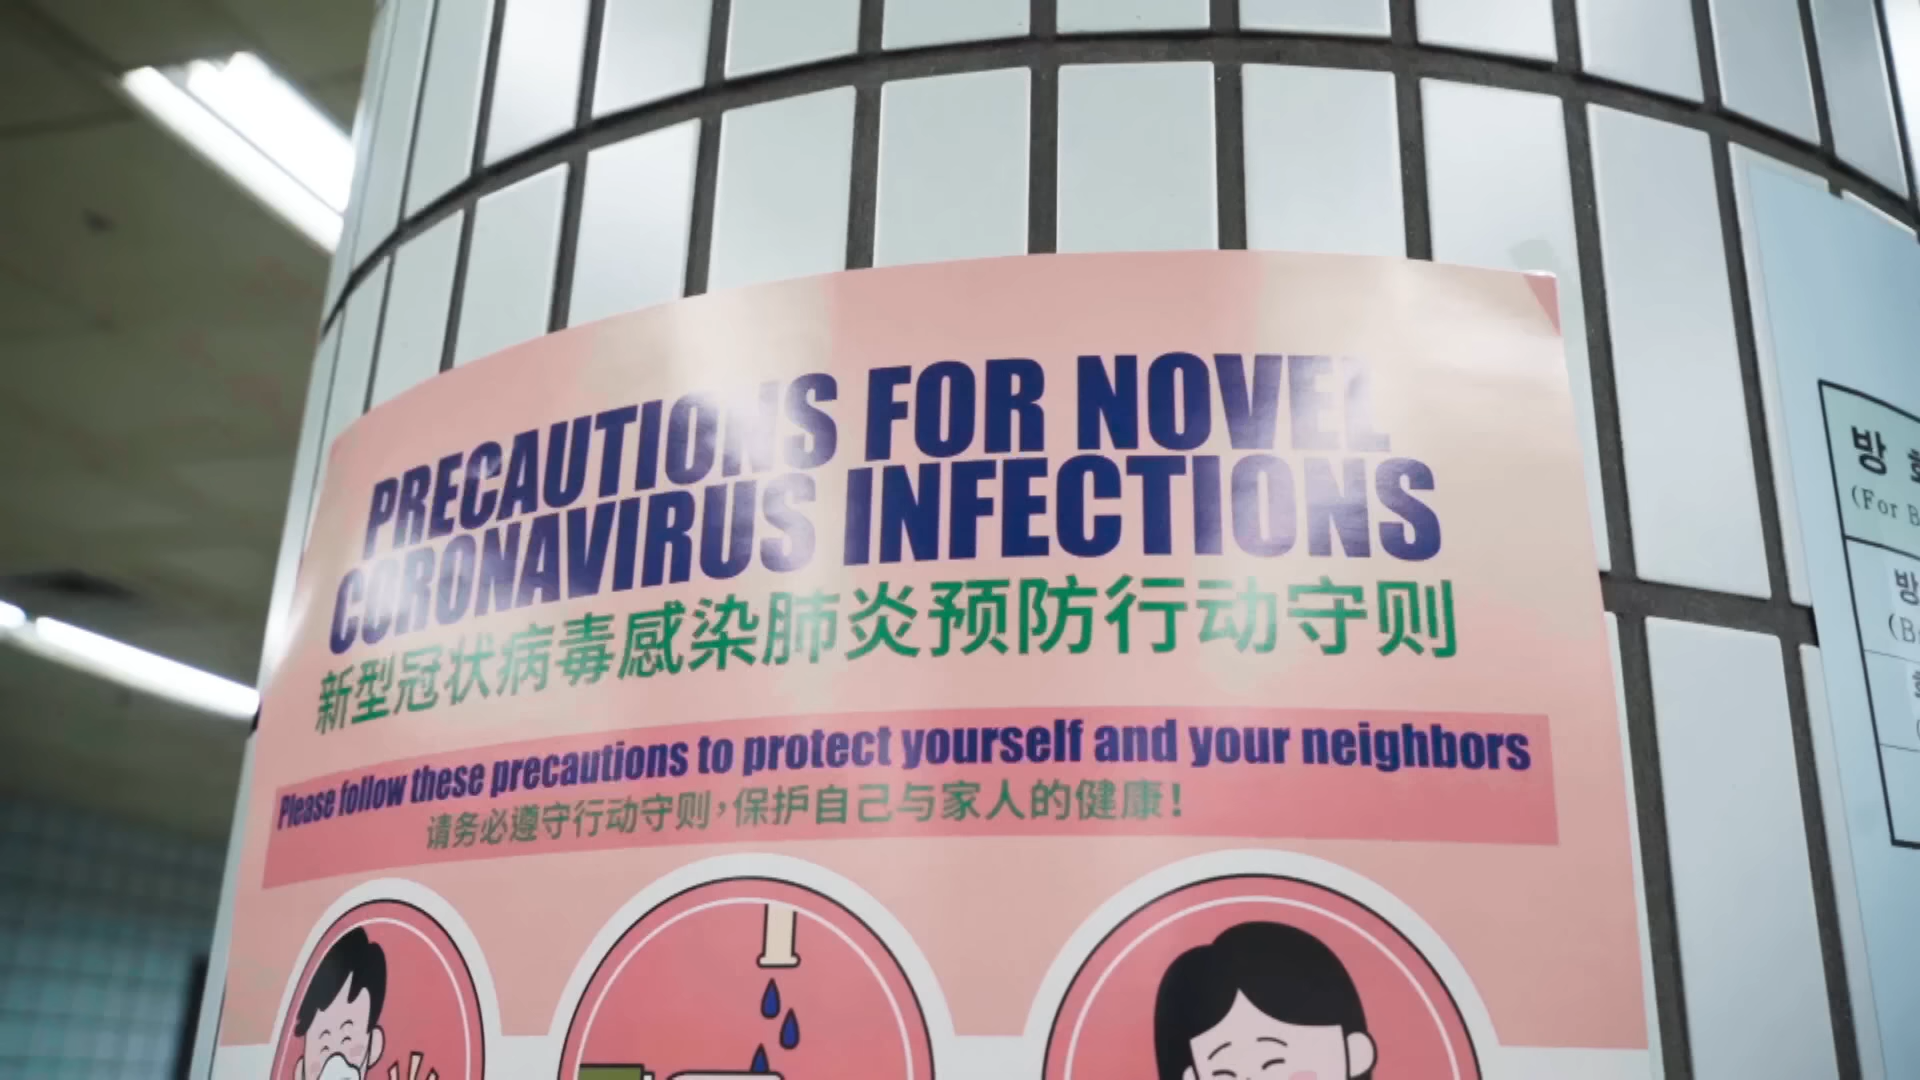 PRECAUTIONS FOR NOVEL
CORONAVIRUS INFECTIONS
新型冠状病毒感染肺炎预防行动守则
Please follow these precautions to protect yourself and your neighbors
请务必遵守行动守则，保护自己与家人的健康！
방
(For
방